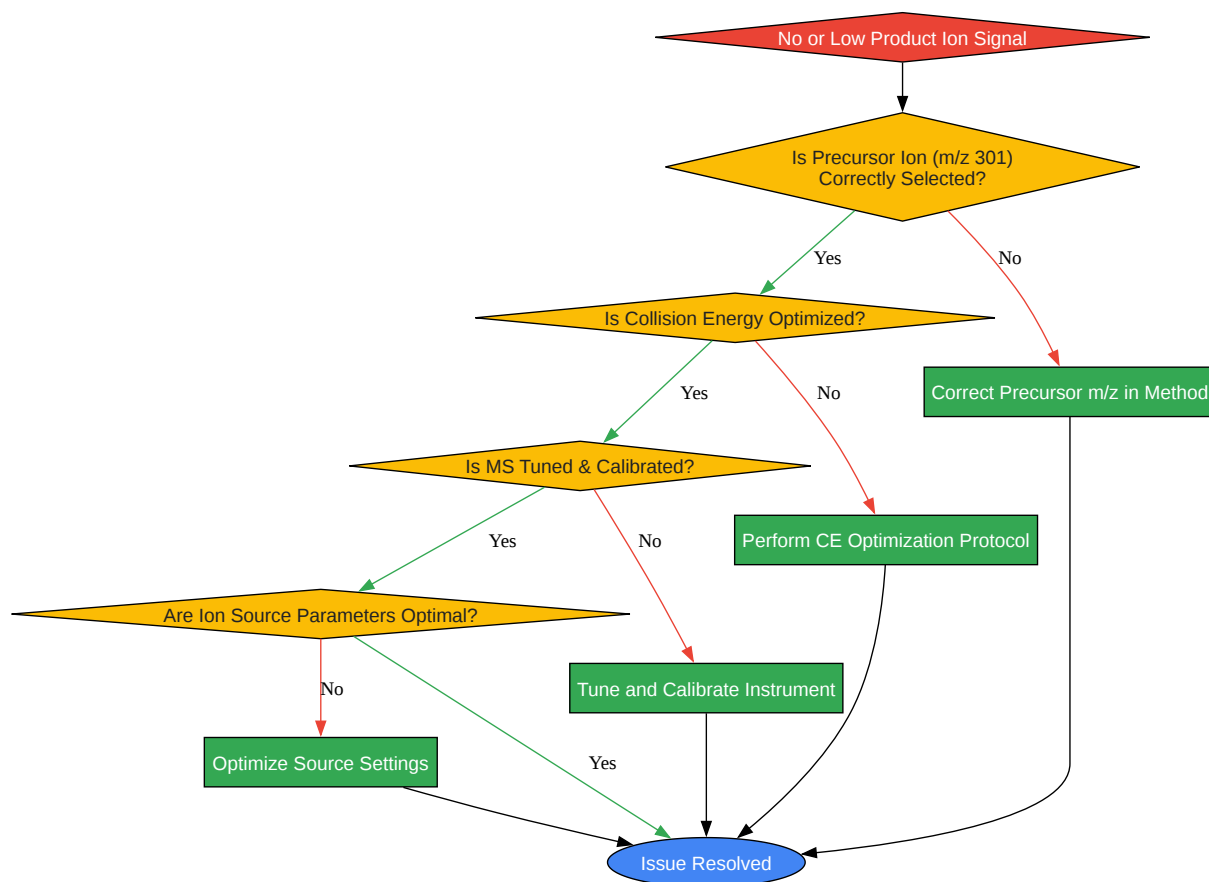 No or Low Product Ion Signal
Is Precursor Ion (m/z 301)
Correctly Selected?
Yes
No
Is Collision Energy Optimized?
Correct Precursor m/z in Method
Yes
No
Is MS Tuned & Calibrated?
Perform CE Optimization Protocol
Yes
No
Are Ion Source Parameters Optimal?
Tune and Calibrate Instrument
No
Optimize Source Settings
Yes
Issue Resolved